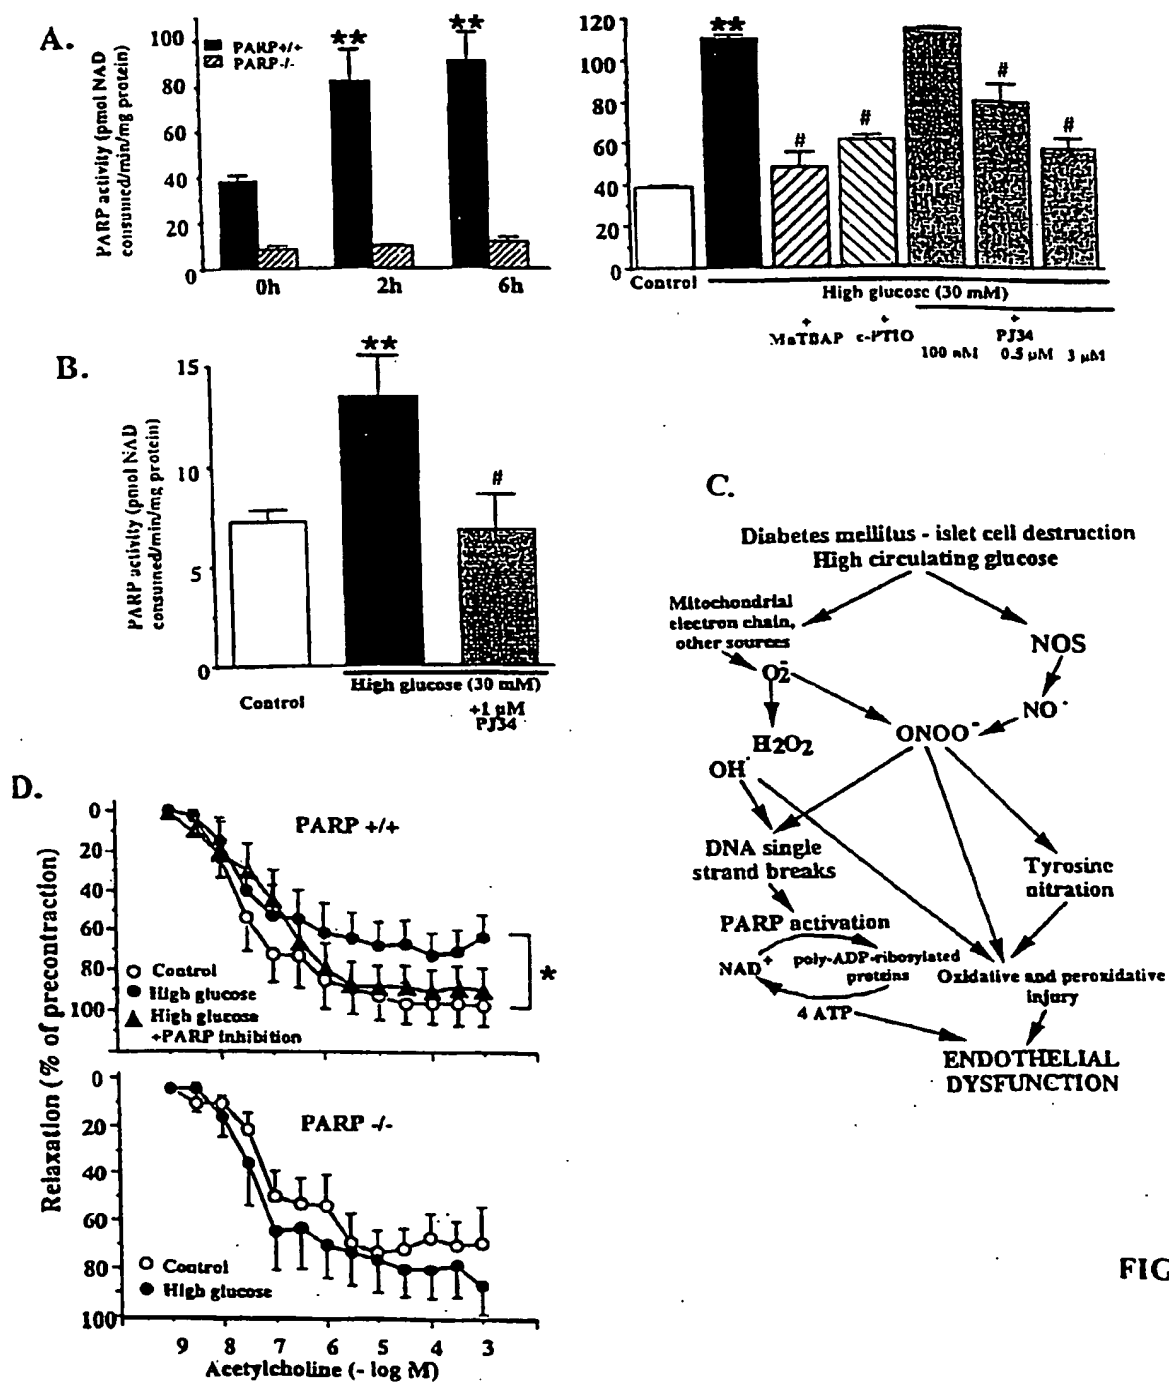 A.
PARP activity (pmol NAD
consumed/min/mg protein)
100
80
60
40
20
0
PARP+/+
PARP-/-
**
**
0h
2h
6h
120
100
80
60
40
20
0
**
#
#
#
#
Control
High glucose (30 mM)
+
+
+
MnTBAP
c-PTIO
PJ34
100 nM
0.5 µM
3 µM
B.
PARP activity (pmol NAD
consumed/min/mg protein)
15
10
5
0
**
#
Control
High glucose (30 mM)
+1 µM
PJ34
C.
Diabetes mellitus - islet cell destruction
High circulating glucose
Mitochondrial
electron chain,
other sources
NOS
O2-
NO·
ONOO-
H2O2
OH·
DNA single
strand breaks
Tyrosine
nitration
PARP activation
NAD+
poly-ADP-ribosylated
proteins
Oxidative and peroxidative
injury
4 ATP
ENDOTHELIAL
DYSFUNCTION
D.
Relaxation (% of precontraction)
0
20
40
60
80
100
PARP +/+
Control
High glucose
High glucose
+PARP inhibition
*
0
20
40
60
80
100
PARP -/-
Control
High glucose
9
8
7
6
5
4
3
Acetylcholine (- log M)
FIG